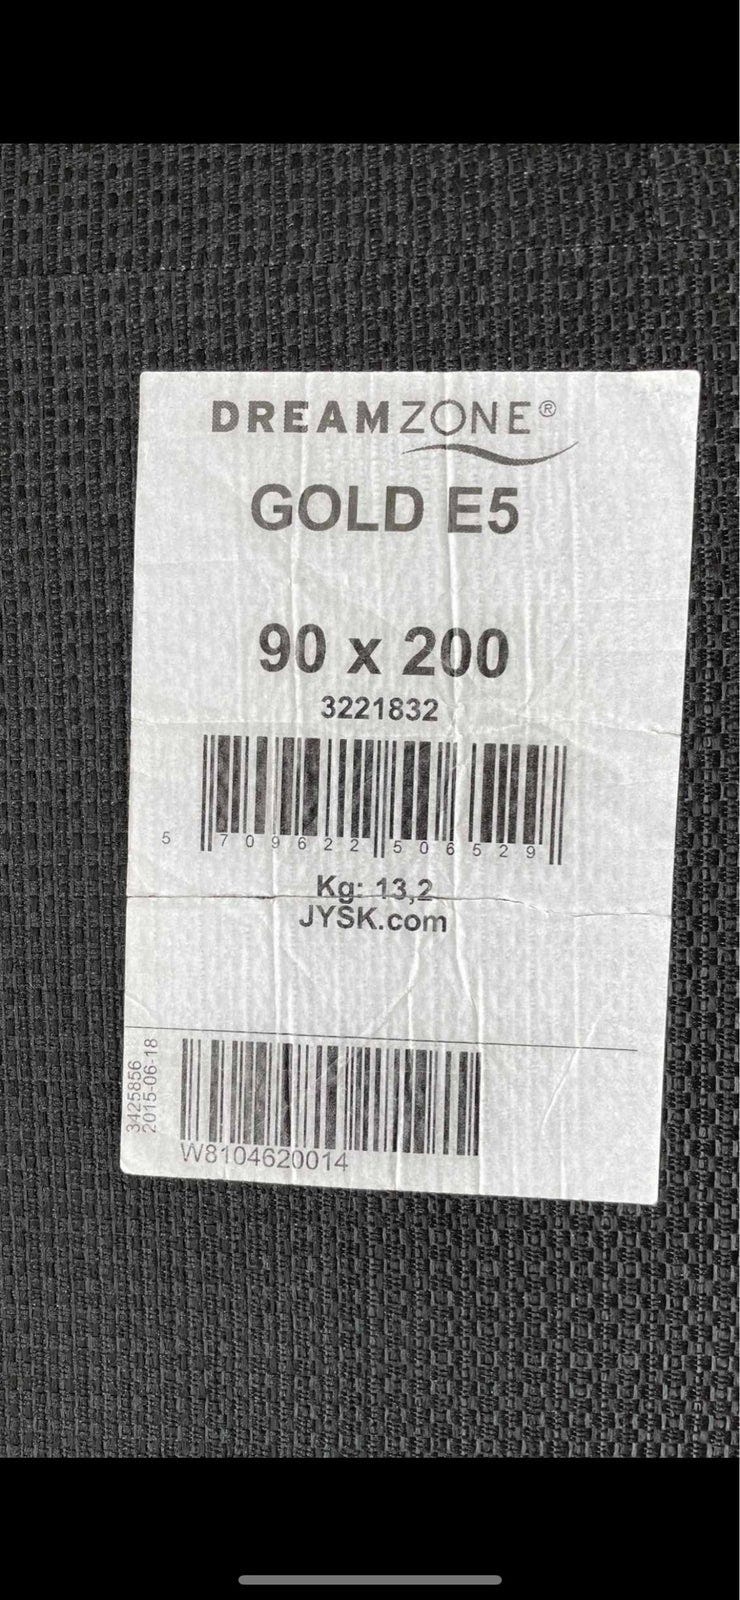 DREAMZONE®
GOLD E5
90 x 200
3221832
5 709622 506529
Kg: 13,2
JYSK.com
3425856
2015-06-18
W8104620014